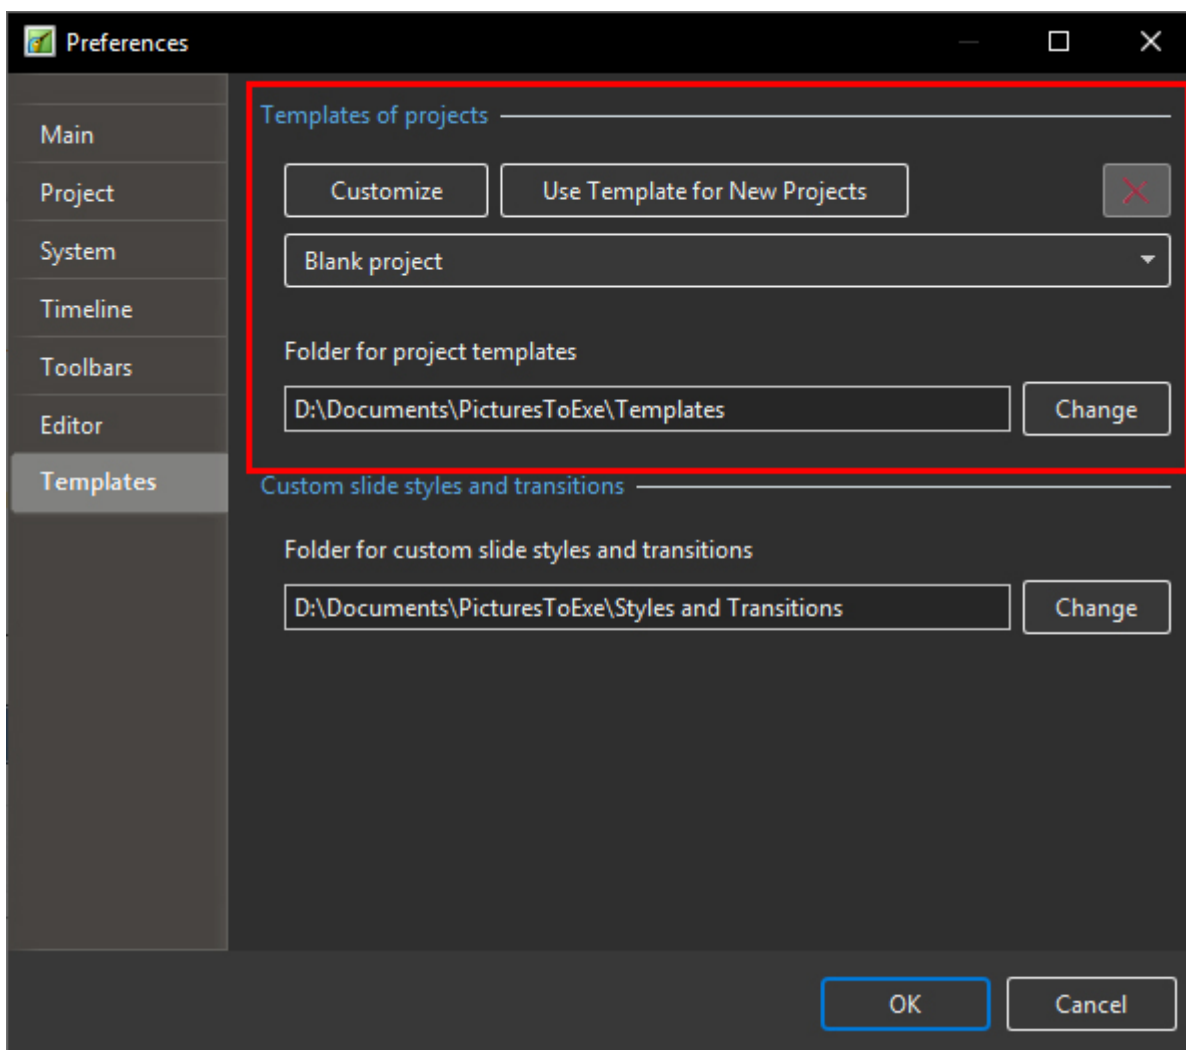 Preferences
Main
Project
System
Timeline
Toolbars
Editor
Templates
Templates of projects
Customize
Use Template for New Projects
Blank project
Folder for project templates
D:\Documents\PicturesToExe\Templates
Change
Custom slide styles and transitions
Folder for custom slide styles and transitions
D:\Documents\PicturesToExe\Styles and Transitions
Change
OK
Cancel